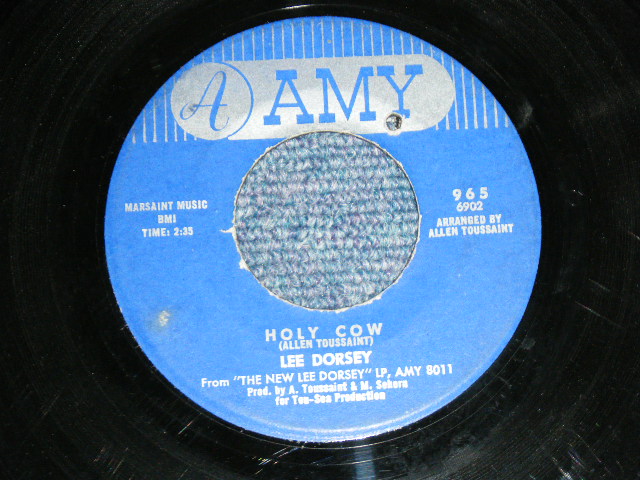 A AMY
MARSAINT MUSIC
BMI
TIME: 2:35
965
6902
ARRANGED BY
ALLEN TOUSSAINT
HOLY COW
(ALLEN TOUSSAINT)
LEE DORSEY
From "THE NEW LEE DORSEY" LP, AMY 8011
Prod. by A. Toussaint & M. Sehorn
for Tou-Sea Production